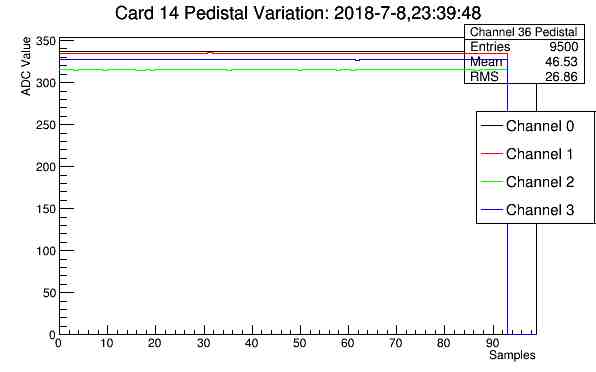 Card 14 Pedistal Variation: 2018-7-8,23:39:48
Channel 36 Pedistal
Entries 9500
Mean 46.53
RMS 26.86
ADC Value
350
300
250
200
150
100
50
0
Channel 0
Channel 1
Channel 2
Channel 3
0 10 20 30 40 50 60 70 80 90
Samples